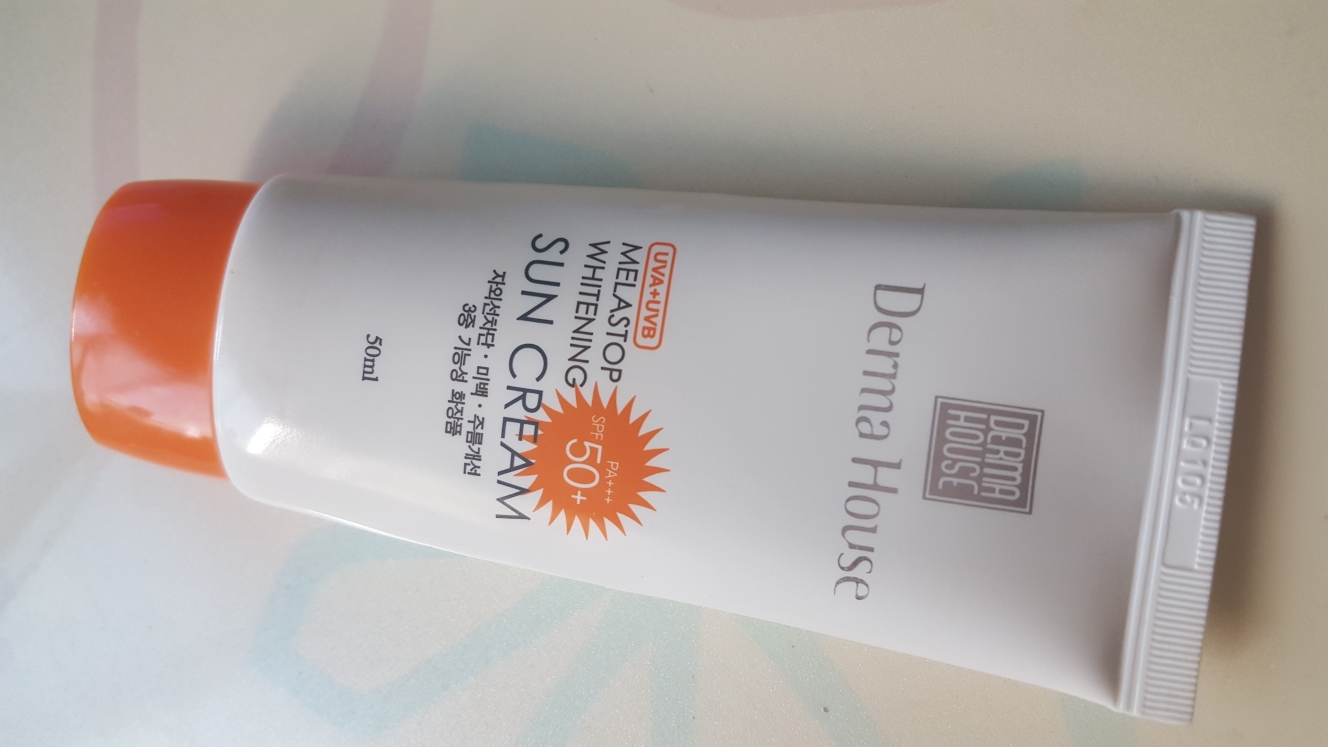 DERMA
HOUSE
Derma House
UVA+UVB
MELASTOP
WHITENING
SUN CREAM
SPF 50+
PA+++
자외선차단 · 미백 · 주름개선
3중 기능성 화장품
50ml